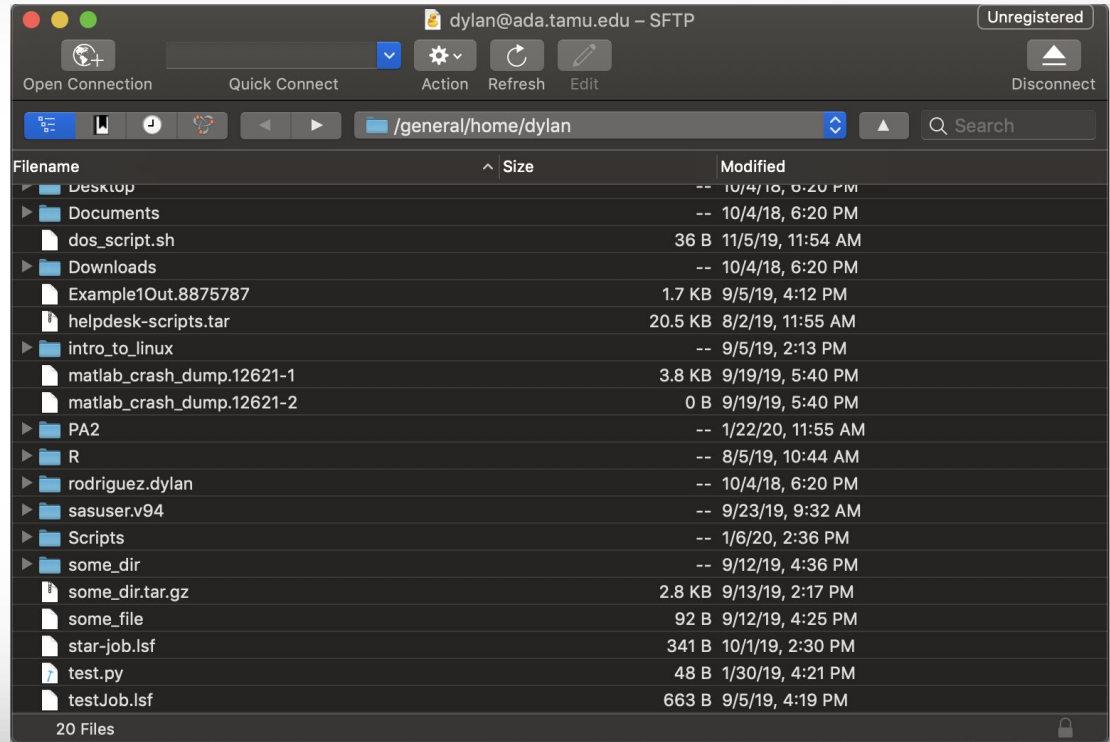 dylan@ada.tamu.edu – SFTP
Unregistered
Open Connection Quick Connect Action Refresh Edit Disconnect
/general/home/dylan Search
Filename Size Modified
Desktop -- 10/4/18, 6:20 PM
Documents -- 10/4/18, 6:20 PM
dos_script.sh 36 B 11/5/19, 11:54 AM
Downloads -- 10/4/18, 6:20 PM
Example1Out.8875787 1.7 KB 9/5/19, 4:12 PM
helpdesk-scripts.tar 20.5 KB 8/2/19, 11:55 AM
intro_to_linux -- 9/5/19, 2:13 PM
matlab_crash_dump.12621-1 3.8 KB 9/19/19, 5:40 PM
matlab_crash_dump.12621-2 0 B 9/19/19, 5:40 PM
PA2 -- 1/22/20, 11:55 AM
R -- 8/5/19, 10:44 AM
rodriguez.dylan -- 10/4/18, 6:20 PM
sasuser.v94 -- 9/23/19, 9:32 AM
Scripts -- 1/6/20, 2:36 PM
some_dir -- 9/12/19, 4:36 PM
some_dir.tar.gz 2.8 KB 9/13/19, 2:17 PM
some_file 92 B 9/12/19, 4:25 PM
star-job.lsf 341 B 10/1/19, 2:30 PM
test.py 48 B 1/30/19, 4:21 PM
testJob.lsf 663 B 9/5/19, 4:19 PM
20 Files